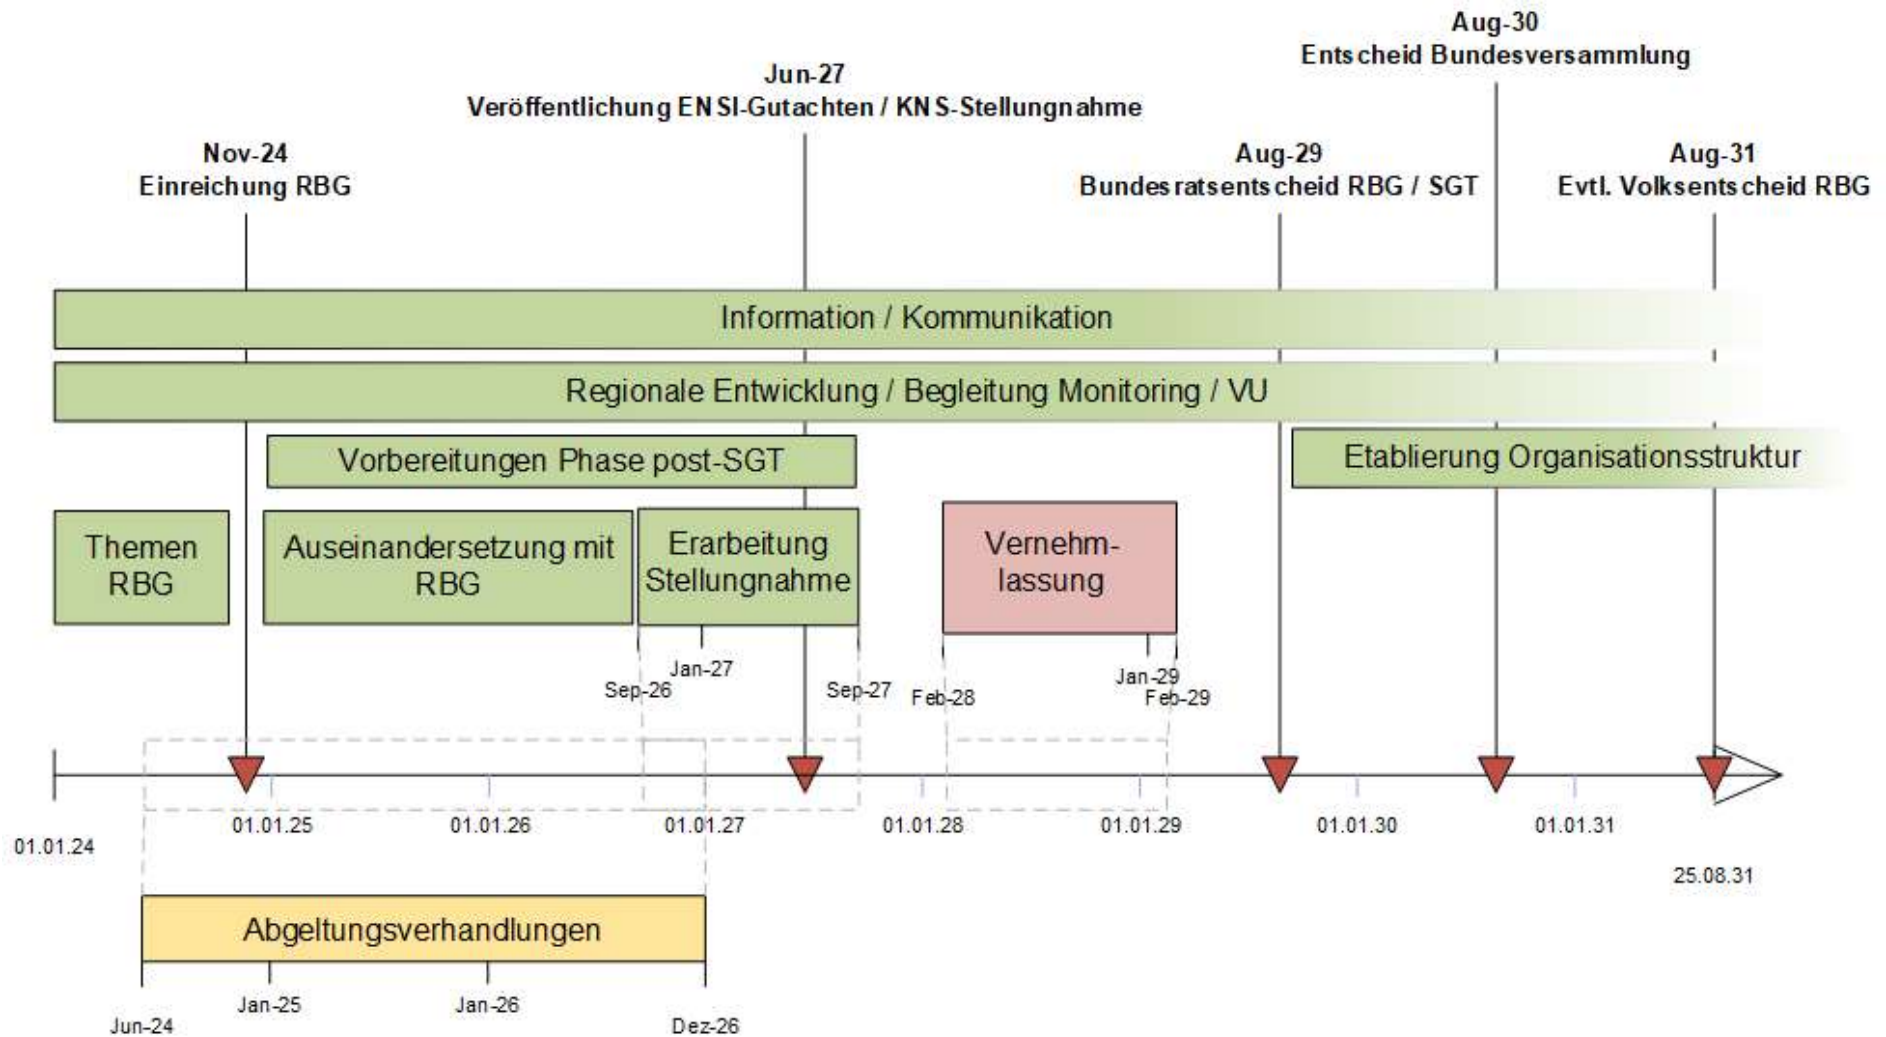 Aug-30
Entscheid Bundesversammlung
Jun-27
Veröffentlichung ENSI-Gutachten / KNS-Stellungnahme
Nov-24
Einreichung RBG
Aug-29
Bundesratsentscheid RBG / SGT
Aug-31
Evtl. Volksentscheid RBG
Information / Kommunikation
Regionale Entwicklung / Begleitung Monitoring / VU
Vorbereitungen Phase post-SGT
Etablierung Organisationsstruktur
Themen
RBG
Auseinandersetzung mit
RBG
Erarbeitung
Stellungnahme
Vernehm-
lassung
Sep-26
Jan-27
Sep-27
Feb-28
Jan-29
Feb-29
01.01.24
01.01.25
01.01.26
01.01.27
01.01.28
01.01.29
01.01.30
01.01.31
25.08.31
Abgeltungsverhandlungen
Jun-24
Jan-25
Jan-26
Dez-26